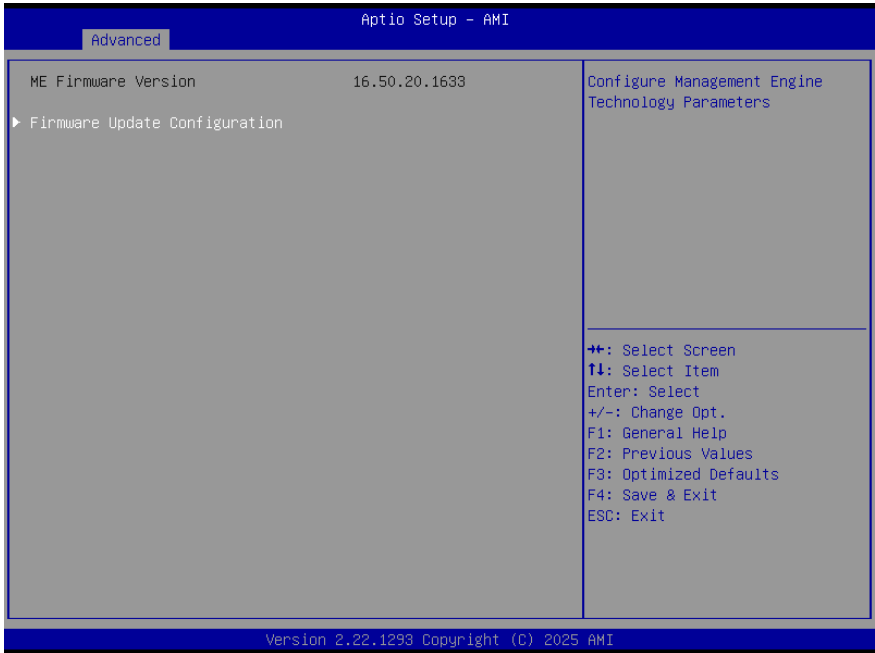 Aptio Setup – AMI
Advanced
ME Firmware Version 16.50.20.1633
▶ Firmware Update Configuration
Configure Management Engine
Technology Parameters
→←: Select Screen
↑↓: Select Item
Enter: Select
+/-: Change Opt.
F1: General Help
F2: Previous Values
F3: Optimized Defaults
F4: Save & Exit
ESC: Exit
Version 2.22.1293 Copyright (C) 2025 AMI